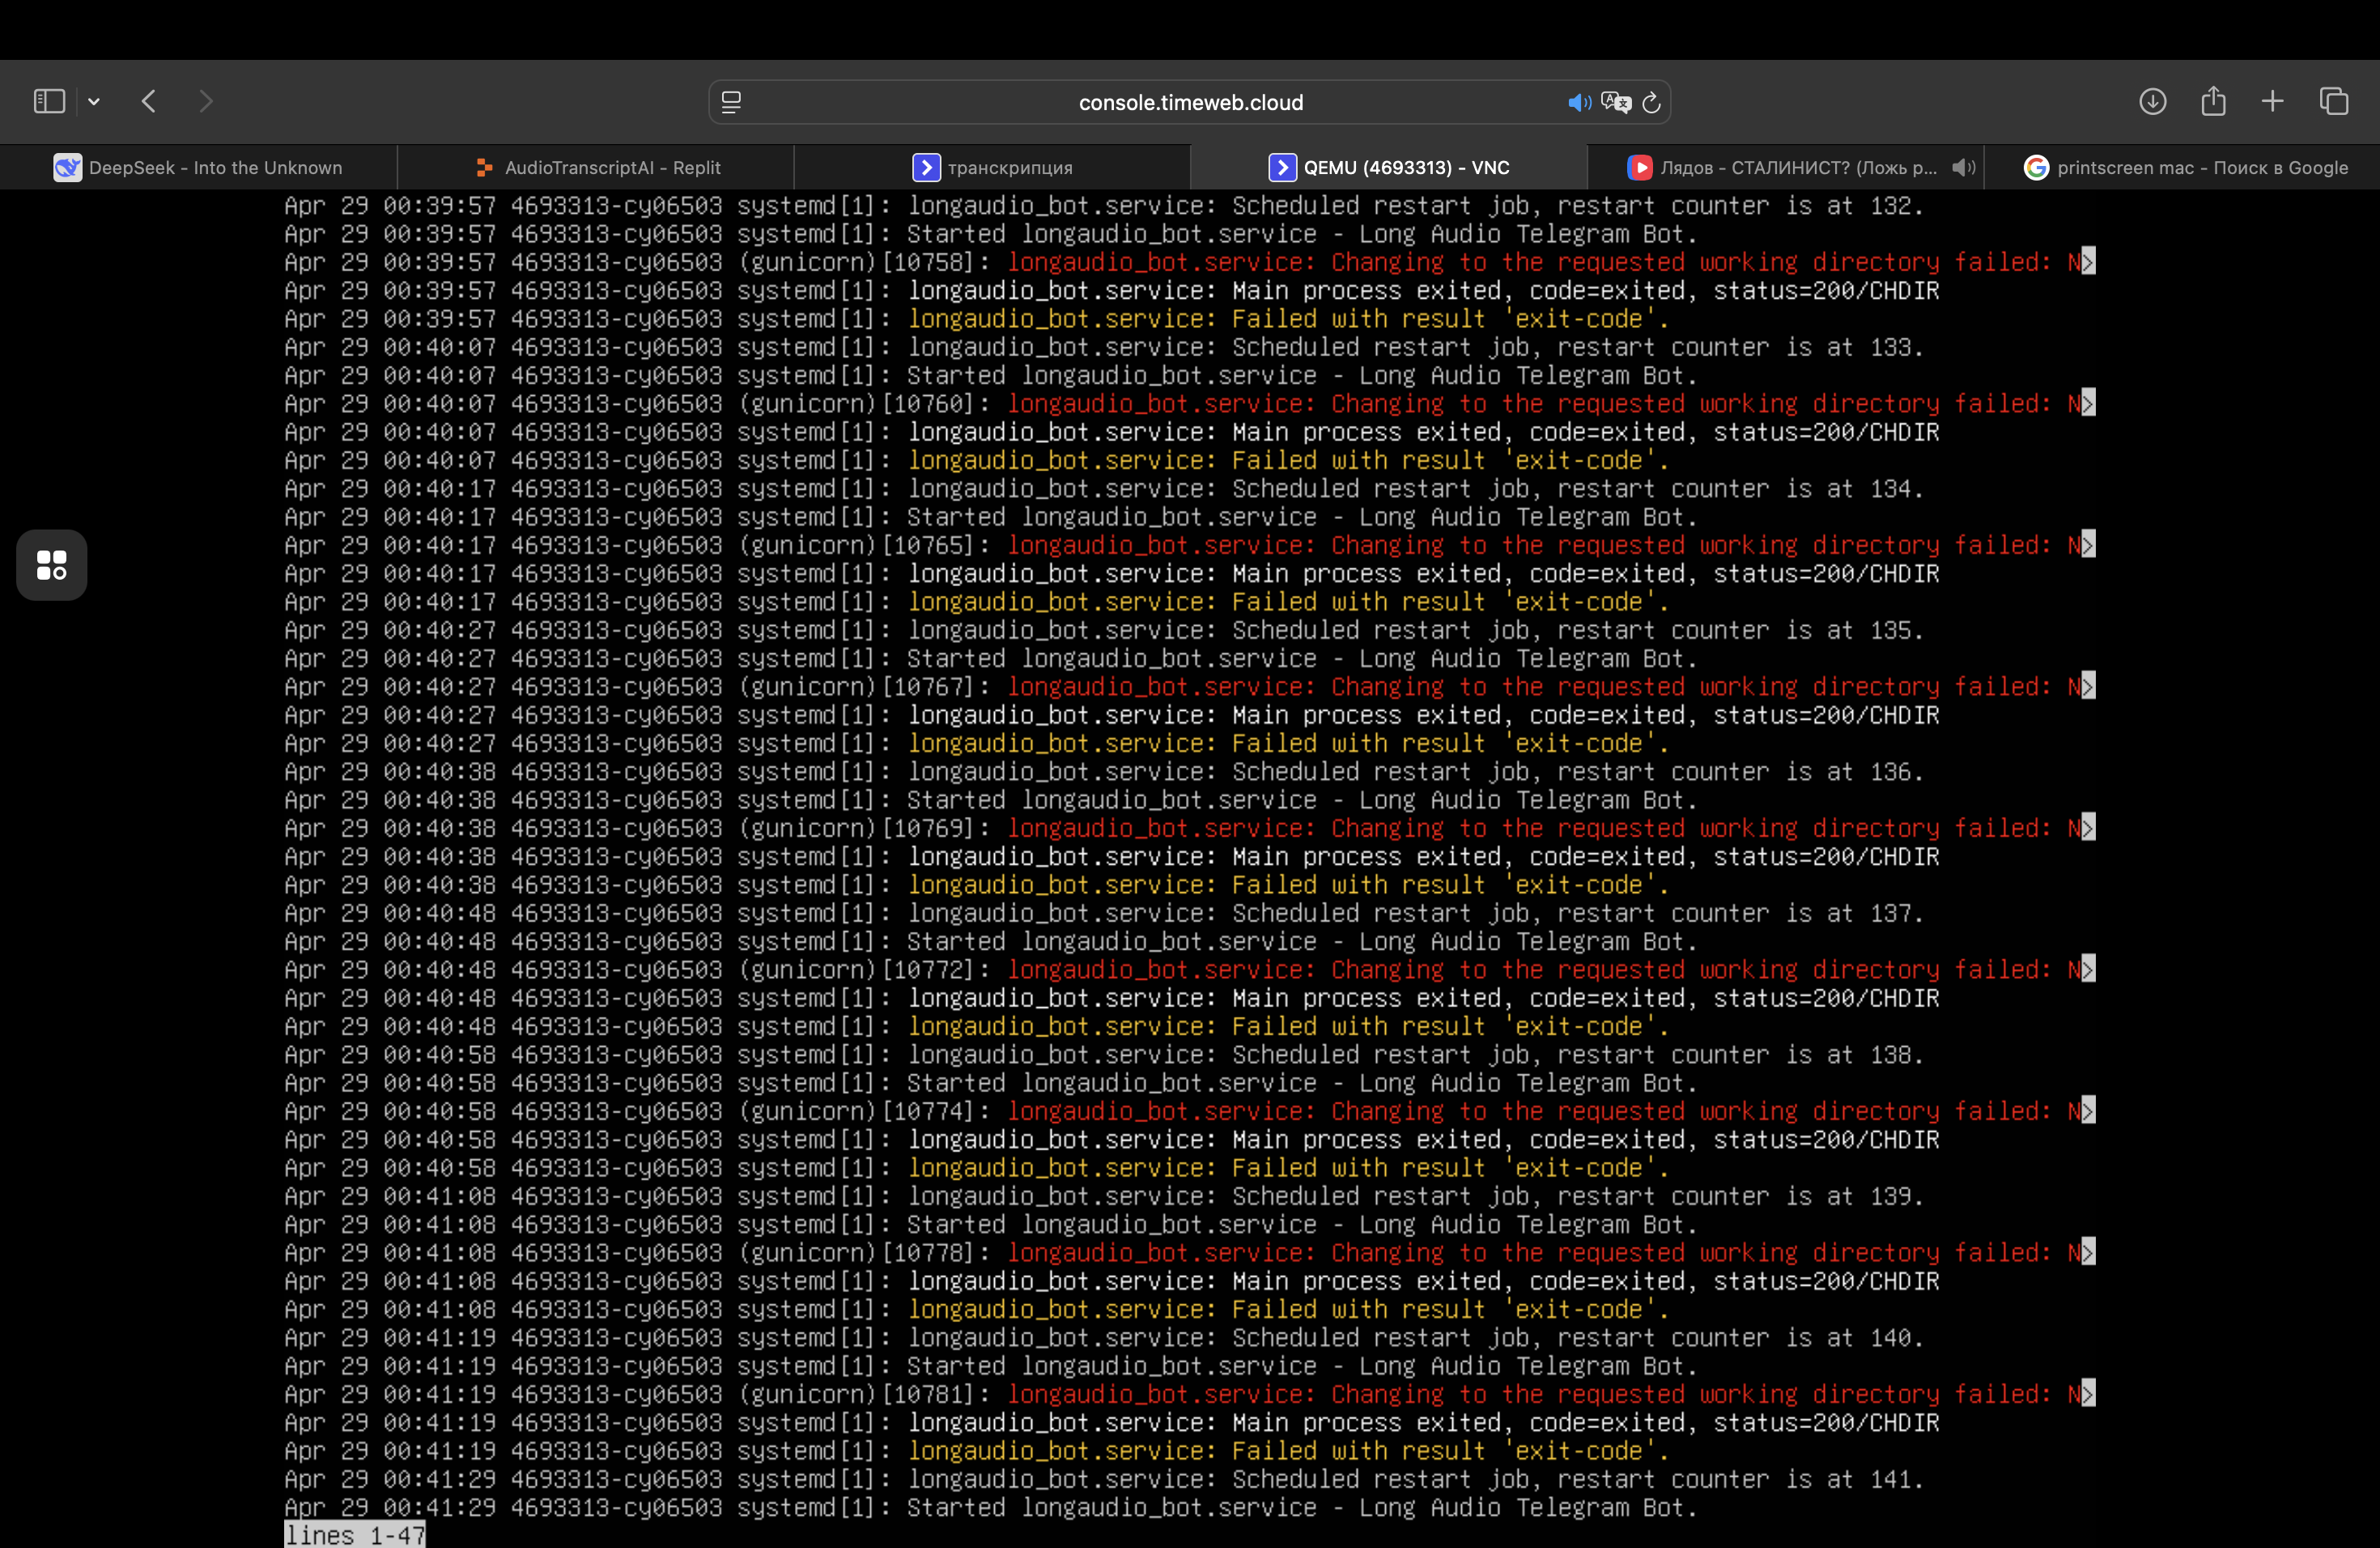 console.timeweb.cloud
DeepSeek - Into the Unknown
AudioTranscriptAI - Replit
транскрипция
QEMU (4693313) - VNC
Лядов - СТАЛИНИСТ? (Ложь р...
printscreen mac - Поиск в Google
Apr 29 00:39:57 4693313-cy06503 systemd[1]: longaudio_bot.service: Scheduled restart job, restart counter is at 132.
Apr 29 00:39:57 4693313-cy06503 systemd[1]: Started longaudio_bot.service - Long Audio Telegram Bot.
Apr 29 00:39:57 4693313-cy06503 (gunicorn)[10758]: longaudio_bot.service: Changing to the requested working directory failed: N>
Apr 29 00:39:57 4693313-cy06503 systemd[1]: longaudio_bot.service: Main process exited, code=exited, status=200/CHDIR
Apr 29 00:39:57 4693313-cy06503 systemd[1]: longaudio_bot.service: Failed with result 'exit-code'.
Apr 29 00:40:07 4693313-cy06503 systemd[1]: longaudio_bot.service: Scheduled restart job, restart counter is at 133.
Apr 29 00:40:07 4693313-cy06503 systemd[1]: Started longaudio_bot.service - Long Audio Telegram Bot.
Apr 29 00:40:07 4693313-cy06503 (gunicorn)[10760]: longaudio_bot.service: Changing to the requested working directory failed: N>
Apr 29 00:40:07 4693313-cy06503 systemd[1]: longaudio_bot.service: Main process exited, code=exited, status=200/CHDIR
Apr 29 00:40:07 4693313-cy06503 systemd[1]: longaudio_bot.service: Failed with result 'exit-code'.
Apr 29 00:40:17 4693313-cy06503 systemd[1]: longaudio_bot.service: Scheduled restart job, restart counter is at 134.
Apr 29 00:40:17 4693313-cy06503 systemd[1]: Started longaudio_bot.service - Long Audio Telegram Bot.
Apr 29 00:40:17 4693313-cy06503 (gunicorn)[10765]: longaudio_bot.service: Changing to the requested working directory failed: N>
Apr 29 00:40:17 4693313-cy06503 systemd[1]: longaudio_bot.service: Main process exited, code=exited, status=200/CHDIR
Apr 29 00:40:17 4693313-cy06503 systemd[1]: longaudio_bot.service: Failed with result 'exit-code'.
Apr 29 00:40:27 4693313-cy06503 systemd[1]: longaudio_bot.service: Scheduled restart job, restart counter is at 135.
Apr 29 00:40:27 4693313-cy06503 systemd[1]: Started longaudio_bot.service - Long Audio Telegram Bot.
Apr 29 00:40:27 4693313-cy06503 (gunicorn)[10767]: longaudio_bot.service: Changing to the requested working directory failed: N>
Apr 29 00:40:27 4693313-cy06503 systemd[1]: longaudio_bot.service: Main process exited, code=exited, status=200/CHDIR
Apr 29 00:40:27 4693313-cy06503 systemd[1]: longaudio_bot.service: Failed with result 'exit-code'.
Apr 29 00:40:38 4693313-cy06503 systemd[1]: longaudio_bot.service: Scheduled restart job, restart counter is at 136.
Apr 29 00:40:38 4693313-cy06503 systemd[1]: Started longaudio_bot.service - Long Audio Telegram Bot.
Apr 29 00:40:38 4693313-cy06503 (gunicorn)[10769]: longaudio_bot.service: Changing to the requested working directory failed: N>
Apr 29 00:40:38 4693313-cy06503 systemd[1]: longaudio_bot.service: Main process exited, code=exited, status=200/CHDIR
Apr 29 00:40:38 4693313-cy06503 systemd[1]: longaudio_bot.service: Failed with result 'exit-code'.
Apr 29 00:40:48 4693313-cy06503 systemd[1]: longaudio_bot.service: Scheduled restart job, restart counter is at 137.
Apr 29 00:40:48 4693313-cy06503 systemd[1]: Started longaudio_bot.service - Long Audio Telegram Bot.
Apr 29 00:40:48 4693313-cy06503 (gunicorn)[10772]: longaudio_bot.service: Changing to the requested working directory failed: N>
Apr 29 00:40:48 4693313-cy06503 systemd[1]: longaudio_bot.service: Main process exited, code=exited, status=200/CHDIR
Apr 29 00:40:48 4693313-cy06503 systemd[1]: longaudio_bot.service: Failed with result 'exit-code'.
Apr 29 00:40:58 4693313-cy06503 systemd[1]: longaudio_bot.service: Scheduled restart job, restart counter is at 138.
Apr 29 00:40:58 4693313-cy06503 systemd[1]: Started longaudio_bot.service - Long Audio Telegram Bot.
Apr 29 00:40:58 4693313-cy06503 (gunicorn)[10774]: longaudio_bot.service: Changing to the requested working directory failed: N>
Apr 29 00:40:58 4693313-cy06503 systemd[1]: longaudio_bot.service: Main process exited, code=exited, status=200/CHDIR
Apr 29 00:40:58 4693313-cy06503 systemd[1]: longaudio_bot.service: Failed with result 'exit-code'.
Apr 29 00:41:08 4693313-cy06503 systemd[1]: longaudio_bot.service: Scheduled restart job, restart counter is at 139.
Apr 29 00:41:08 4693313-cy06503 systemd[1]: Started longaudio_bot.service - Long Audio Telegram Bot.
Apr 29 00:41:08 4693313-cy06503 (gunicorn)[10778]: longaudio_bot.service: Changing to the requested working directory failed: N>
Apr 29 00:41:08 4693313-cy06503 systemd[1]: longaudio_bot.service: Main process exited, code=exited, status=200/CHDIR
Apr 29 00:41:08 4693313-cy06503 systemd[1]: longaudio_bot.service: Failed with result 'exit-code'.
Apr 29 00:41:19 4693313-cy06503 systemd[1]: longaudio_bot.service: Scheduled restart job, restart counter is at 140.
Apr 29 00:41:19 4693313-cy06503 systemd[1]: Started longaudio_bot.service - Long Audio Telegram Bot.
Apr 29 00:41:19 4693313-cy06503 (gunicorn)[10781]: longaudio_bot.service: Changing to the requested working directory failed: N>
Apr 29 00:41:19 4693313-cy06503 systemd[1]: longaudio_bot.service: Main process exited, code=exited, status=200/CHDIR
Apr 29 00:41:19 4693313-cy06503 systemd[1]: longaudio_bot.service: Failed with result 'exit-code'.
Apr 29 00:41:29 4693313-cy06503 systemd[1]: longaudio_bot.service: Scheduled restart job, restart counter is at 141.
Apr 29 00:41:29 4693313-cy06503 systemd[1]: Started longaudio_bot.service - Long Audio Telegram Bot.
lines 1-47